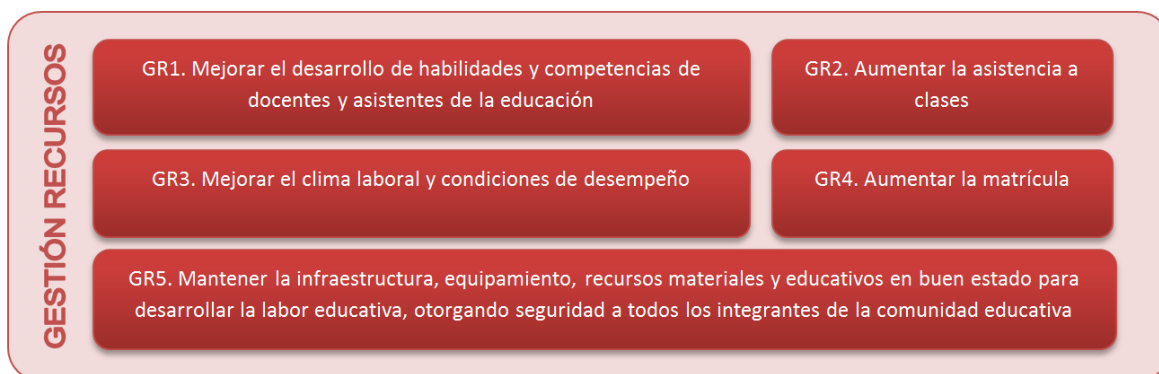 GESTIÓN RECURSOS
GR1. Mejorar el desarrollo de habilidades y competencias de
docentes y asistentes de la educación
GR2. Aumentar la asistencia a
clases
GR3. Mejorar el clima laboral y condiciones de desempeño
GR4. Aumentar la matrícula
GR5. Mantener la infraestructura, equipamiento, recursos materiales y educativos en buen estado para
desarrollar la labor educativa, otorgando seguridad a todos los integrantes de la comunidad educativa